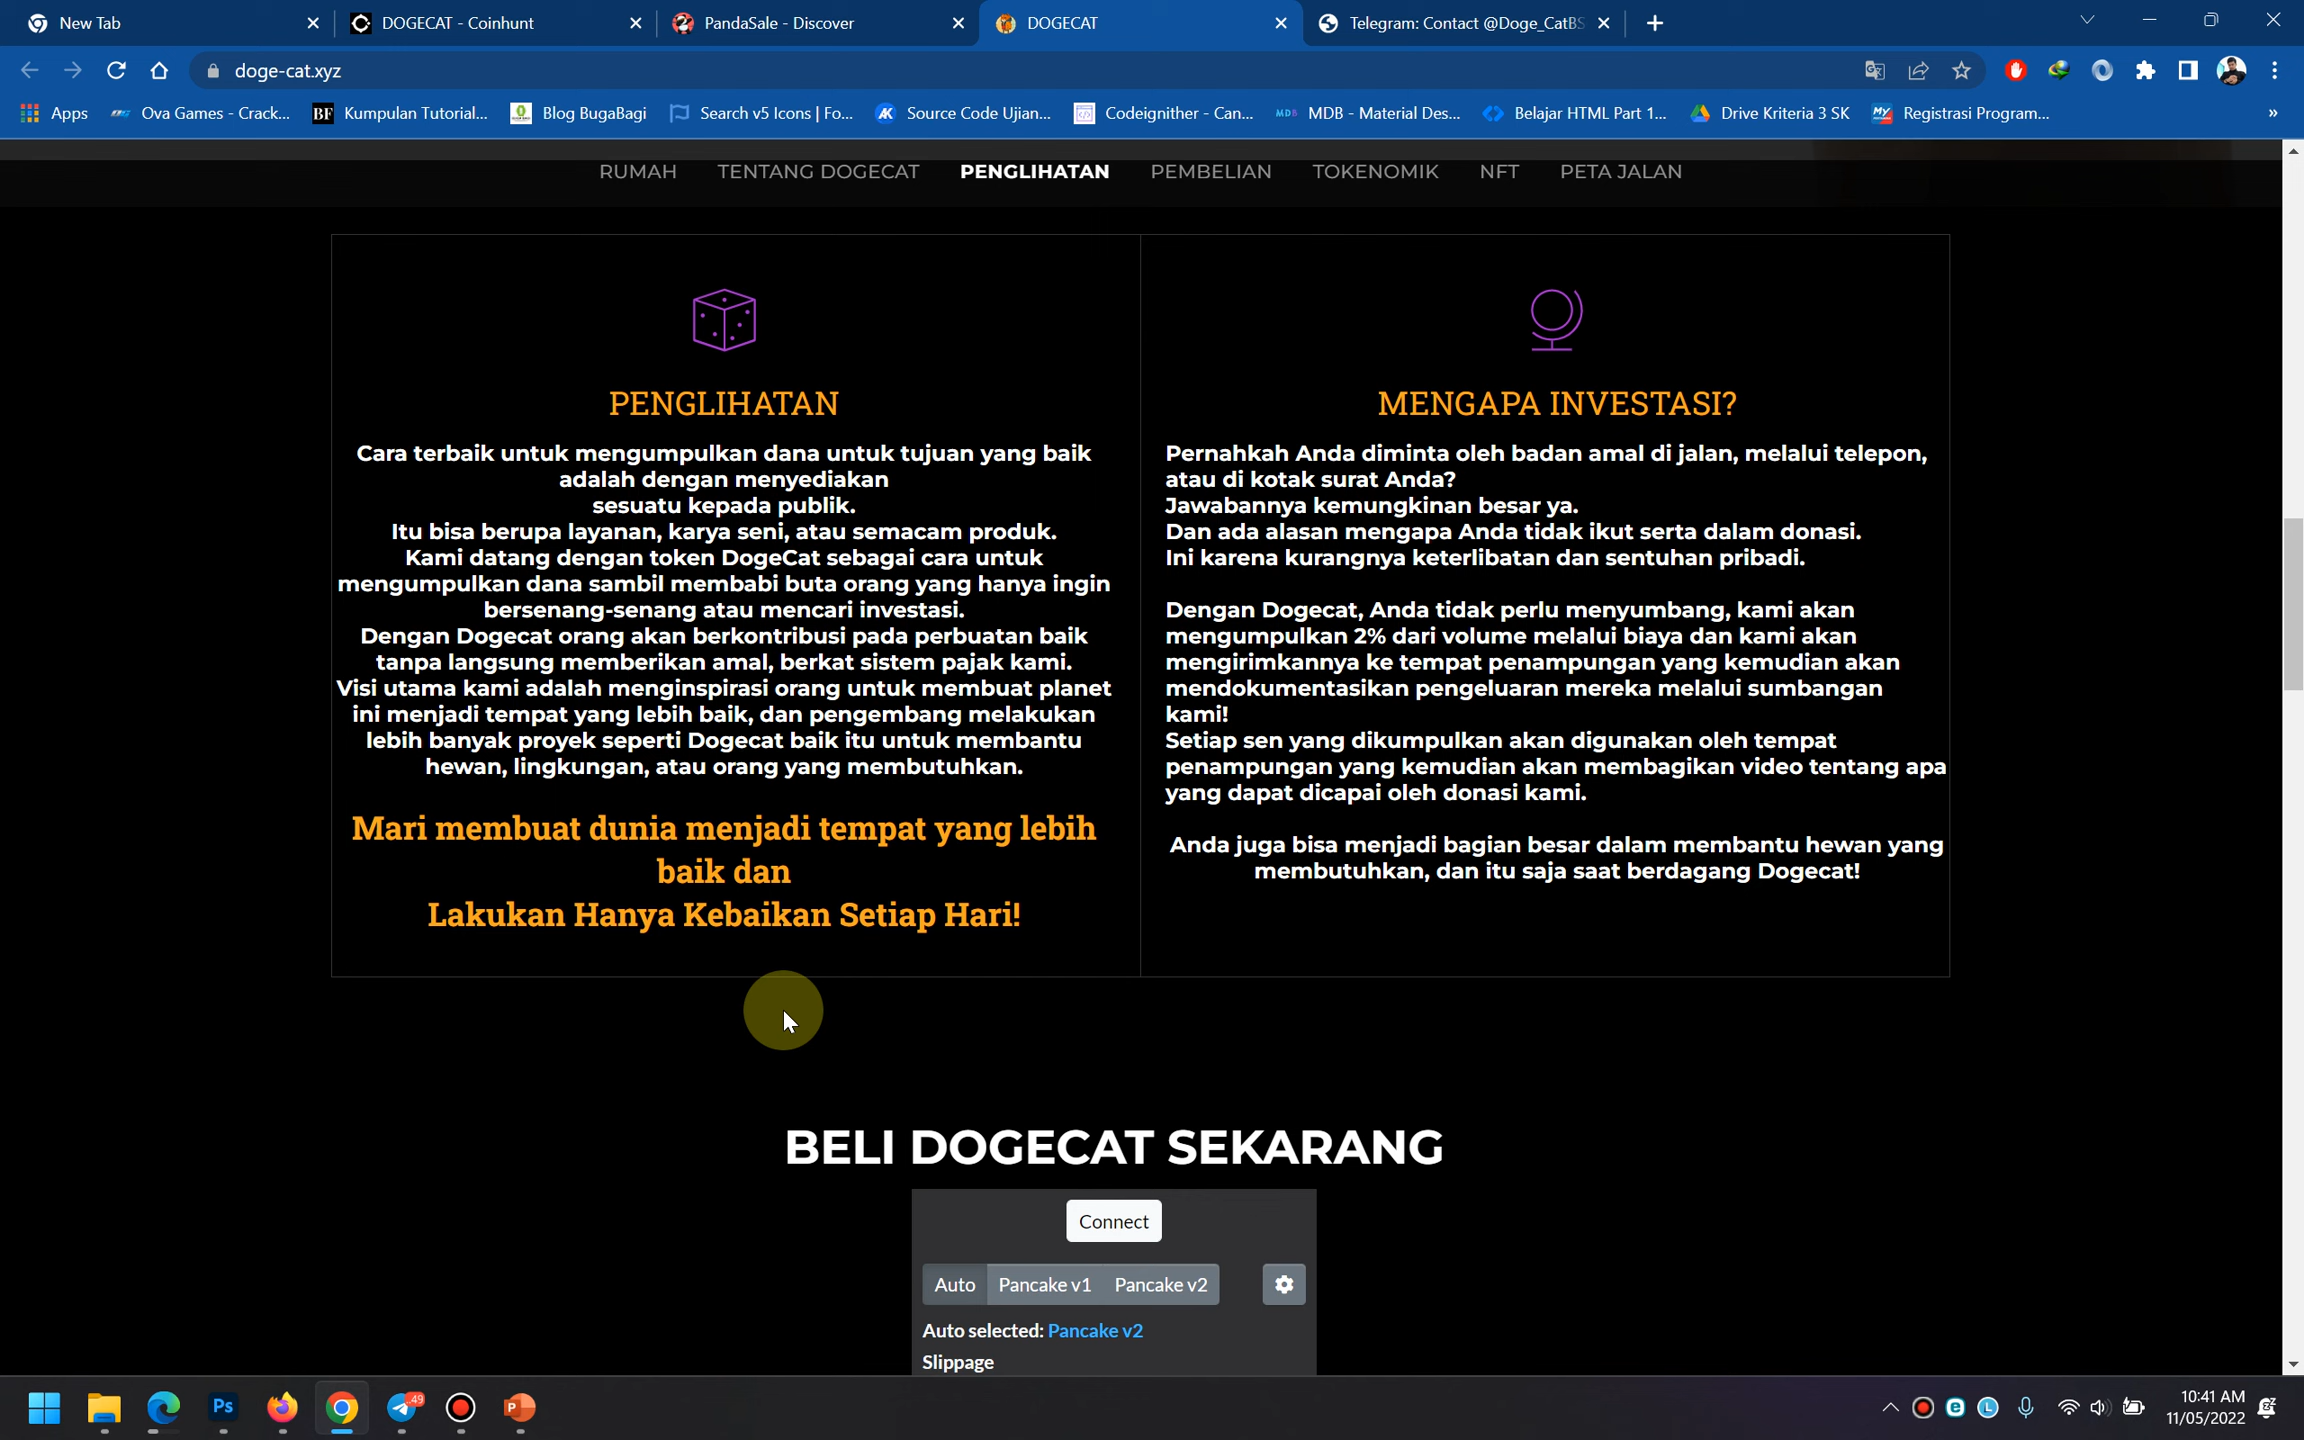 New Tab
DOGECAT - Coinhunt
PandaSale - Discover
DOGECAT
Telegram: Contact @Doge_CatBS
doge-cat.xyz
Apps
Ova Games - Crack...
BF Kumpulan Tutorial...
Blog BugaBagi
Search v5 Icons | Fo...
Source Code Ujian...
Codeignither - Can...
MDB MDB - Material Des...
Belajar HTML Part 1...
Drive Kriteria 3 SK
MY Registrasi Program...
RUMAH
TENTANG DOGECAT
PENGLIHATAN
PEMBELIAN
TOKENOMIK
NFT
PETA JALAN
PENGLIHATAN
Cara terbaik untuk mengumpulkan dana untuk tujuan yang baik
adalah dengan menyediakan
sesuatu kepada publik.
Itu bisa berupa layanan, karya seni, atau semacam produk.
Kami datang dengan token DogeCat sebagai cara untuk
mengumpulkan dana sambil membabi buta orang yang hanya ingin
bersenang-senang atau mencari investasi.
Dengan Dogecat orang akan berkontribusi pada perbuatan baik
tanpa langsung memberikan amal, berkat sistem pajak kami.
Visi utama kami adalah menginspirasi orang untuk membuat planet
ini menjadi tempat yang lebih baik, dan pengembang melakukan
lebih banyak proyek seperti Dogecat baik itu untuk membantu
hewan, lingkungan, atau orang yang membutuhkan.
Mari membuat dunia menjadi tempat yang lebih
baik dan
Lakukan Hanya Kebaikan Setiap Hari!
MENGAPA INVESTASI?
Pernahkah Anda diminta oleh badan amal di jalan, melalui telepon,
atau di kotak surat Anda?
Jawabannya kemungkinan besar ya.
Dan ada alasan mengapa Anda tidak ikut serta dalam donasi.
Ini karena kurangnya keterlibatan dan sentuhan pribadi.
Dengan Dogecat, Anda tidak perlu menyumbang, kami akan
mengumpulkan 2% dari volume melalui biaya dan kami akan
mengirimkannya ke tempat penampungan yang kemudian akan
mendokumentasikan pengeluaran mereka melalui sumbangan
kami!
Setiap sen yang dikumpulkan akan digunakan oleh tempat
penampungan yang kemudian akan membagikan video tentang apa
yang dapat dicapai oleh donasi kami.
Anda juga bisa menjadi bagian besar dalam membantu hewan yang
membutuhkan, dan itu saja saat berdagang Dogecat!
BELI DOGECAT SEKARANG
Connect
Auto
Pancake v1
Pancake v2
Auto selected: Pancake v2
Slippage
Ps
49
P
10:41 AM
11/05/2022